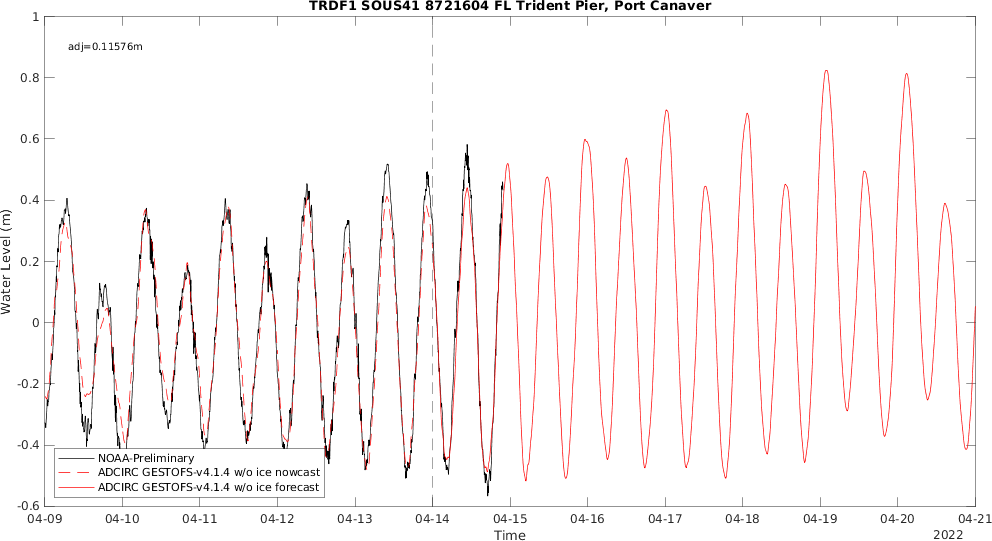 TRDF1 SOUS41 8721604 FL Trident Pier, Port Canaver
adj=0.11576m
1
0.8
0.6
0.4
0.2
0
-0.2
-0.4
-0.6
Water Level (m)
NOAA-Preliminary
ADCIRC GESTOFS-v4.1.4 w/o ice nowcast
ADCIRC GESTOFS-v4.1.4 w/o ice forecast
04-09 04-10 04-11 04-12 04-13 04-14 04-15 04-16 04-17 04-18 04-19 04-20 04-21
Time
2022